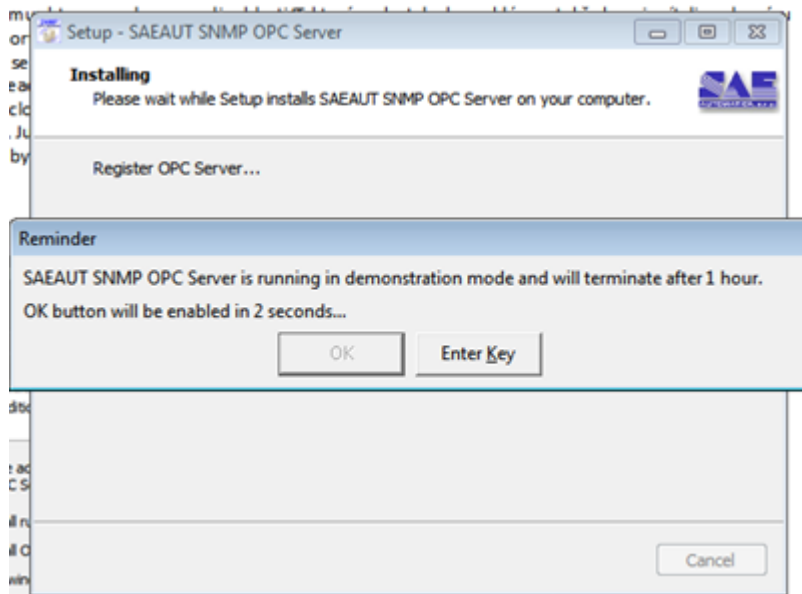 Setup - SAEAUT SNMP OPC Server
Installing
Please wait while Setup installs SAEAUT SNMP OPC Server on your computer.
SAE
Register OPC Server...
by
Reminder
SAEAUT SNMP OPC Server is running in demonstration mode and will terminate after 1 hour.
OK button will be enabled in 2 seconds...
OK
Enter Key
Cancel